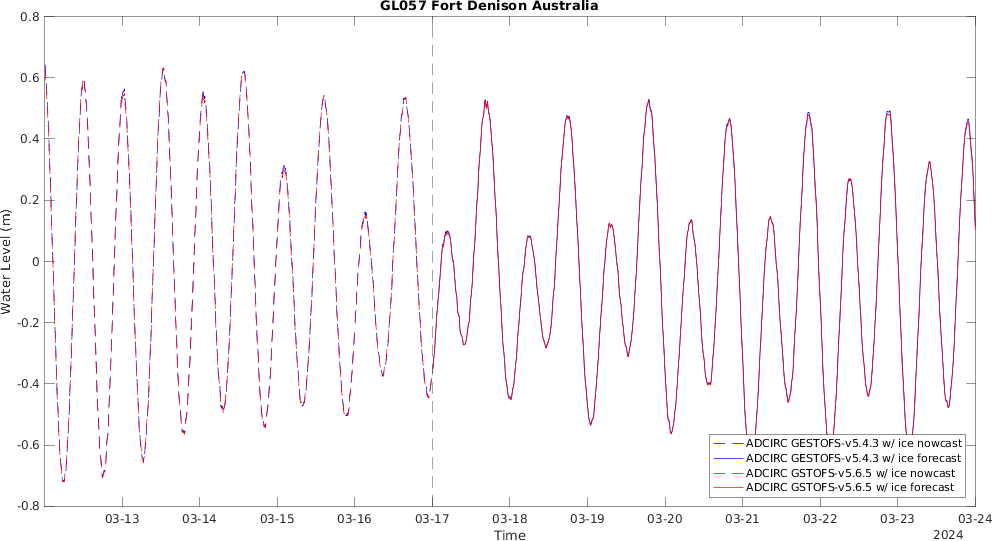 GL057 Fort Denison Australia
0.8
0.6
0.4
0.2
0
-0.2
-0.4
-0.6
-0.8
Water Level (m)
ADCIRC GESTOFS-v5.4.3 w/ ice nowcast
ADCIRC GESTOFS-v5.4.3 w/ ice forecast
ADCIRC GSTOFS-v5.6.5 w/ ice nowcast
ADCIRC GSTOFS-v5.6.5 w/ ice forecast
03-13 03-14 03-15 03-16 03-17 03-18 03-19 03-20 03-21 03-22 03-23 03-24
Time
2024